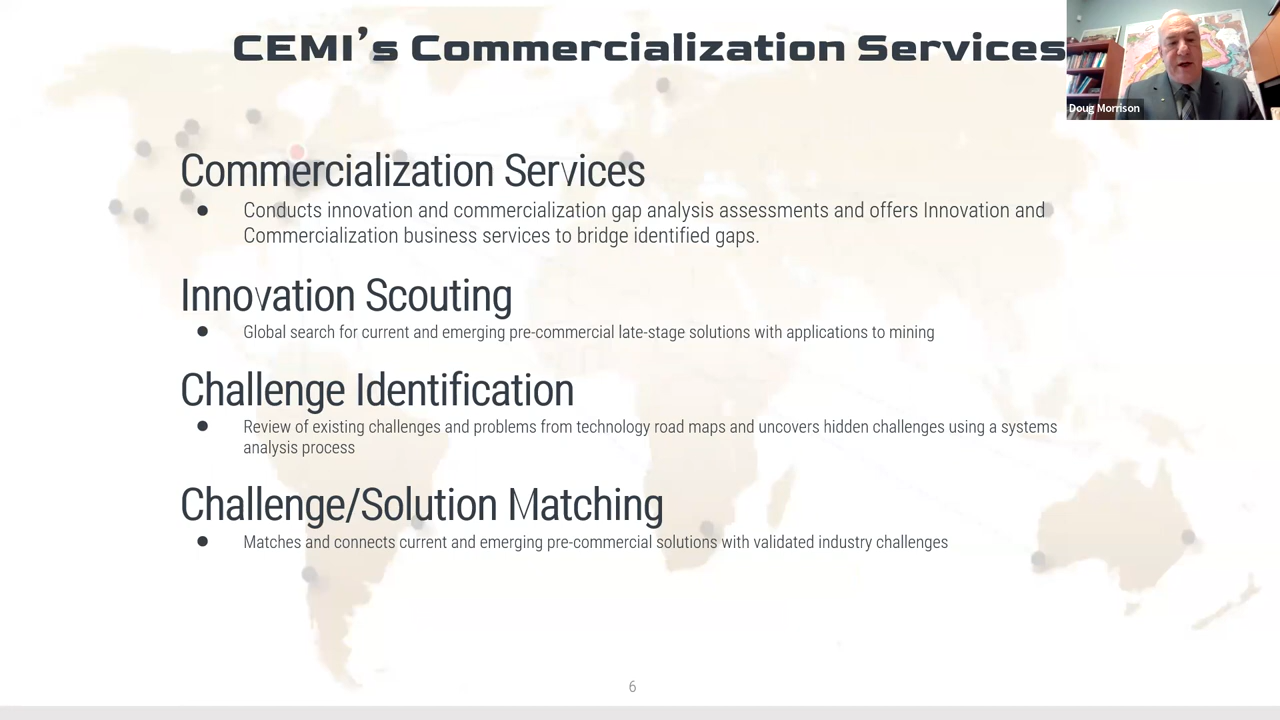 CEMI’s Commercialization Services
Doug Morrison
Commercialization Services
● Conducts innovation and commercialization gap analysis assessments and offers Innovation and
Commercialization business services to bridge identified gaps.
Innovation Scouting
● Global search for current and emerging pre-commercial late-stage solutions with applications to mining
Challenge Identification
● Review of existing challenges and problems from technology road maps and uncovers hidden challenges using a systems
analysis process
Challenge/Solution Matching
● Matches and connects current and emerging pre-commercial solutions with validated industry challenges
6